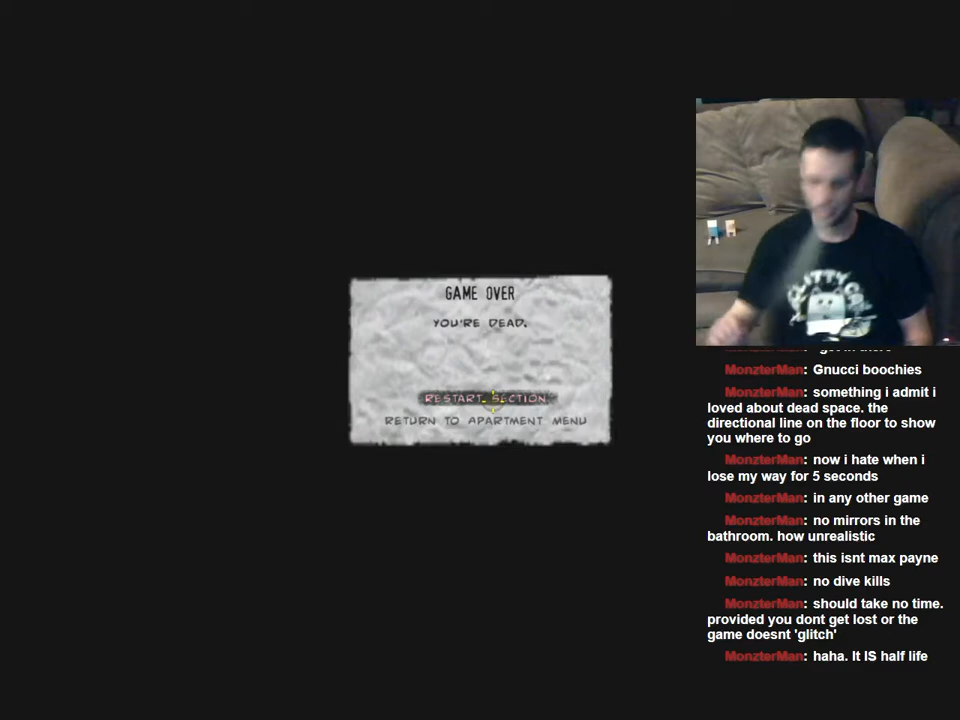 GAME OVER
YOU'RE DEAD.
RESTART SECTION
RETURN TO APARTMENT MENU
MonzterMan: Gnucci boochies
MonzterMan: something i admit i
loved about dead space. the
directional line on the floor to show
you where to go
MonzterMan: now i hate when i
lose my way for 5 seconds
MonzterMan: in any other game
MonzterMan: no mirrors in the
bathroom. how unrealistic
MonzterMan: this isnt max payne
MonzterMan: no dive kills
MonzterMan: should take no time.
provided you dont get lost or the
game doesnt 'glitch'
MonzterMan: haha. It IS half life